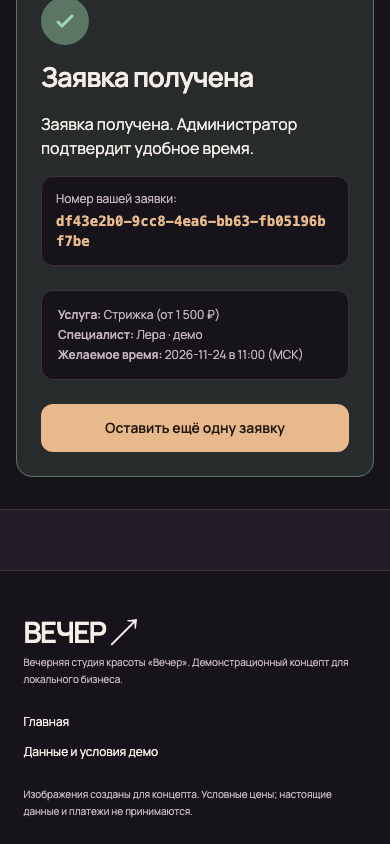 Заявка получена
Заявка получена. Администратор
подтвердит удобное время.
Номер вашей заявки:
df43e2b0-9cc8-4ea6-bb63-fb05196b
f7be
Услуга: Стрижка (от 1 500 ₽)
Специалист: Лера · демо
Желаемое время: 2026-11-24 в 11:00 (МСК)
Оставить ещё одну заявку
ВЕЧЕР ↗
Вечерняя студия красоты «Вечер». Демонстрационный концепт для
локального бизнеса.
Главная
Данные и условия демо
Изображения созданы для концепта. Условные цены; настоящие
данные и платежи не принимаются.